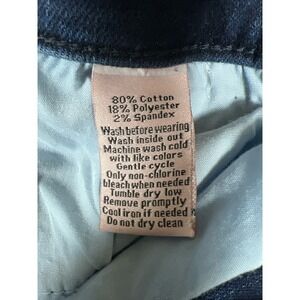 80% Cotton
18% Polyester
2% Spandex
Wash before wearing
Wash inside out
Machine wash cold
with like colors
Gentle cycle
Only non-chlorine
bleach when needed
Tumble dry low
Remove promptly
Cool iron if needed
Do not dry clean